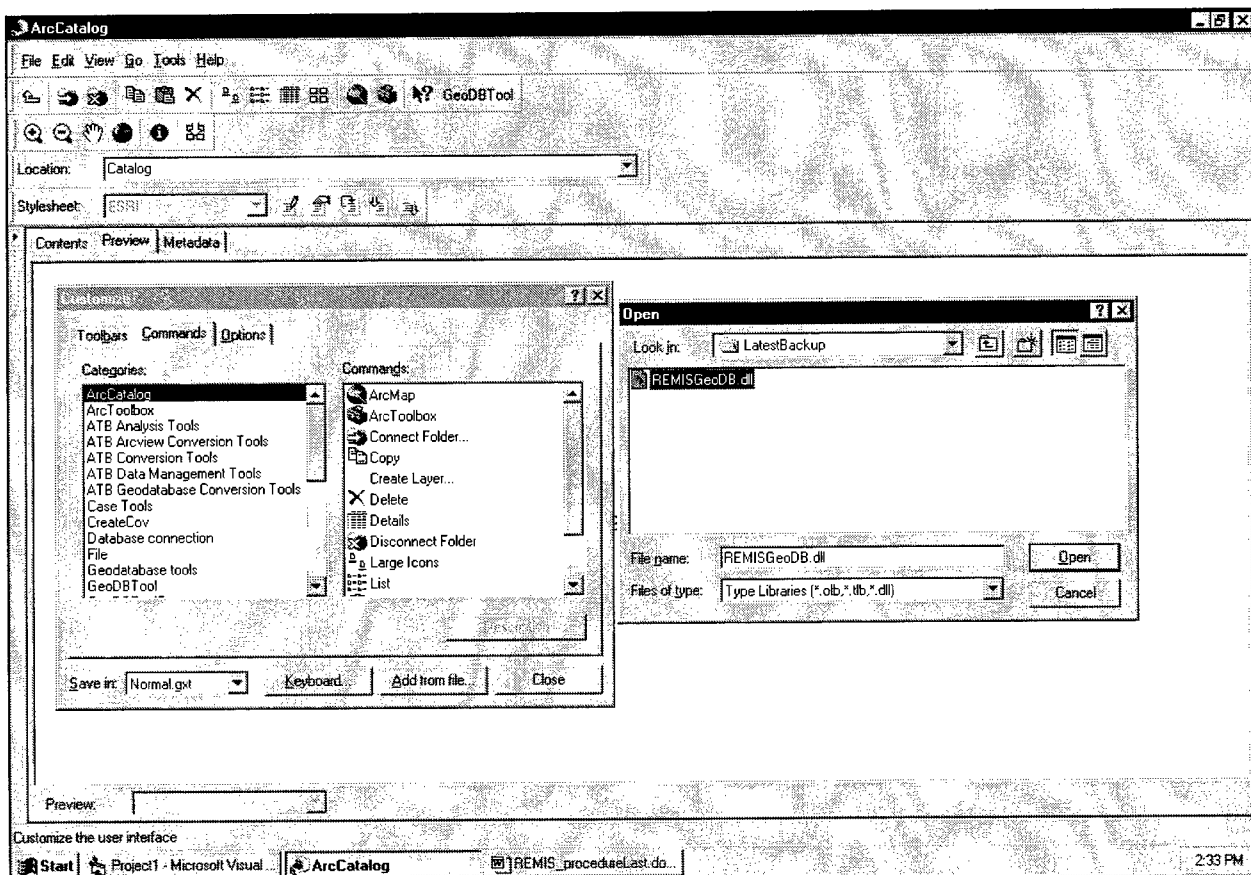 ArcCatalog
File Edit View Go Tools Help
GeoDBTool
Location: Catalog
Stylesheet: ESRI
Contents Preview Metadata
Customize
Toolbars Commands Options
Categories:
ArcCatalog
ArcToolbox
ATB Analysis Tools
ATB Arcview Conversion Tools
ATB Conversion Tools
ATB Data Management Tools
ATB Geodatabase Conversion Tools
Case Tools
CreateCov
Database connection
File
Geodatabase tools
GeoDBTool
Commands:
ArcMap
ArcToolbox
Connect Folder...
Copy
Create Layer...
Delete
Details
Disconnect Folder
Large Icons
List
Save in: Normal.gxt
Keyboard...
Add from file...
Close
Open
Look in: LatestBackup
REMISGeoDB.dll
File name: REMISGeoDB.dll
Open
Files of type: Type Libraries (*.olb,*.tlb,*.dll)
Cancel
Preview:
Customize the user interface
Start Project1 - Microsoft Visual ... ArcCatalog REMIS_procedureLast.do... 2:33 PM